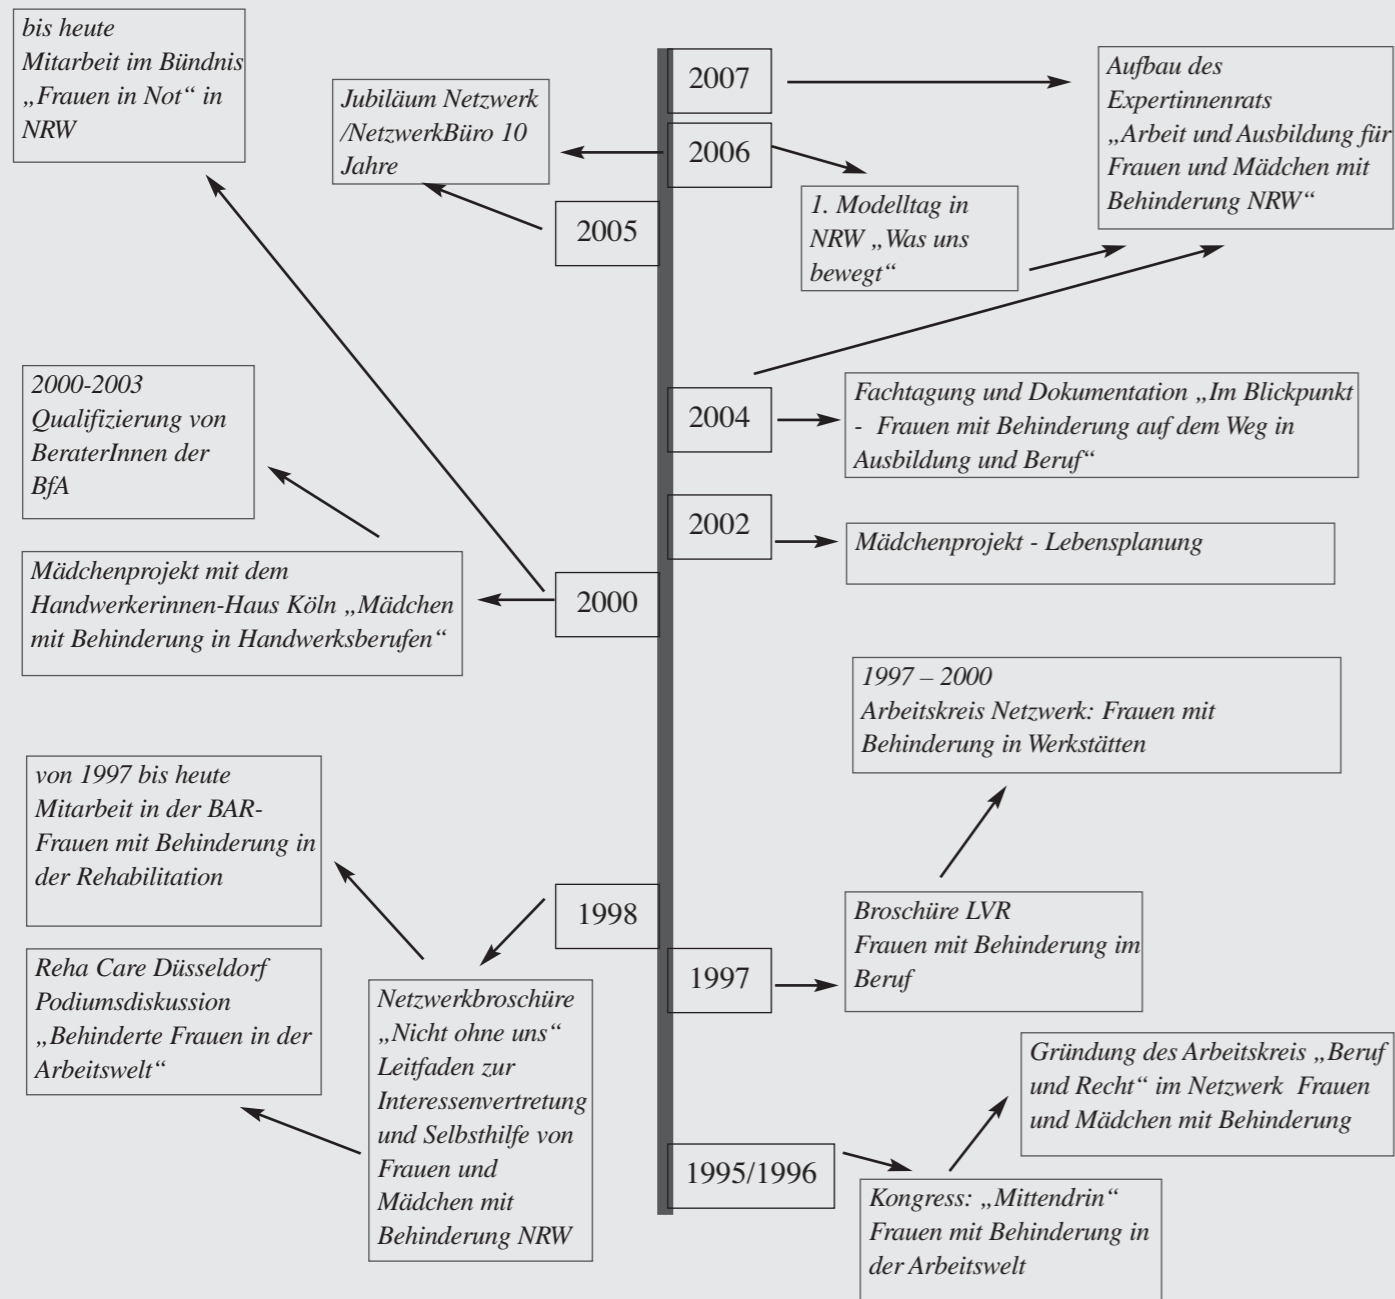 bis heute
Mitarbeit im Bündnis
„Frauen in Not“ in
NRW
Jubiläum Netzwerk
/NetzwerkBüro 10
Jahre
2007
2006
2005
Aufbau des
Expertinnenrats
„Arbeit und Ausbildung für
Frauen und Mädchen mit
Behinderung NRW“
1. Modelltag in
NRW „Was uns
bewegt“
2000-2003
Qualifizierung von
BeraterInnen der
BfA
2004
Fachtagung und Dokumentation „Im Blickpunkt
- Frauen mit Behinderung auf dem Weg in
Ausbildung und Beruf“
2002
Mädchenprojekt - Lebensplanung
Mädchenprojekt mit dem
Handwerkerinnen-Haus Köln „Mädchen
mit Behinderung in Handwerksberufen“
2000
1997 – 2000
Arbeitskreis Netzwerk: Frauen mit
Behinderung in Werkstätten
von 1997 bis heute
Mitarbeit in der BAR-
Frauen mit Behinderung in
der Rehabilitation
1998
Broschüre LVR
Frauen mit Behinderung im
Beruf
1997
Reha Care Düsseldorf
Podiumsdiskussion
„Behinderte Frauen in der
Arbeitswelt“
Netzwerkbroschüre
„Nicht ohne uns“
Leitfaden zur
Interessenvertretung
und Selbsthilfe von
Frauen und
Mädchen mit
Behinderung NRW
Gründung des Arbeitskreis „Beruf
und Recht“ im Netzwerk Frauen
und Mädchen mit Behinderung
1995/1996
Kongress: „Mittendrin“
Frauen mit Behinderung in
der Arbeitswelt